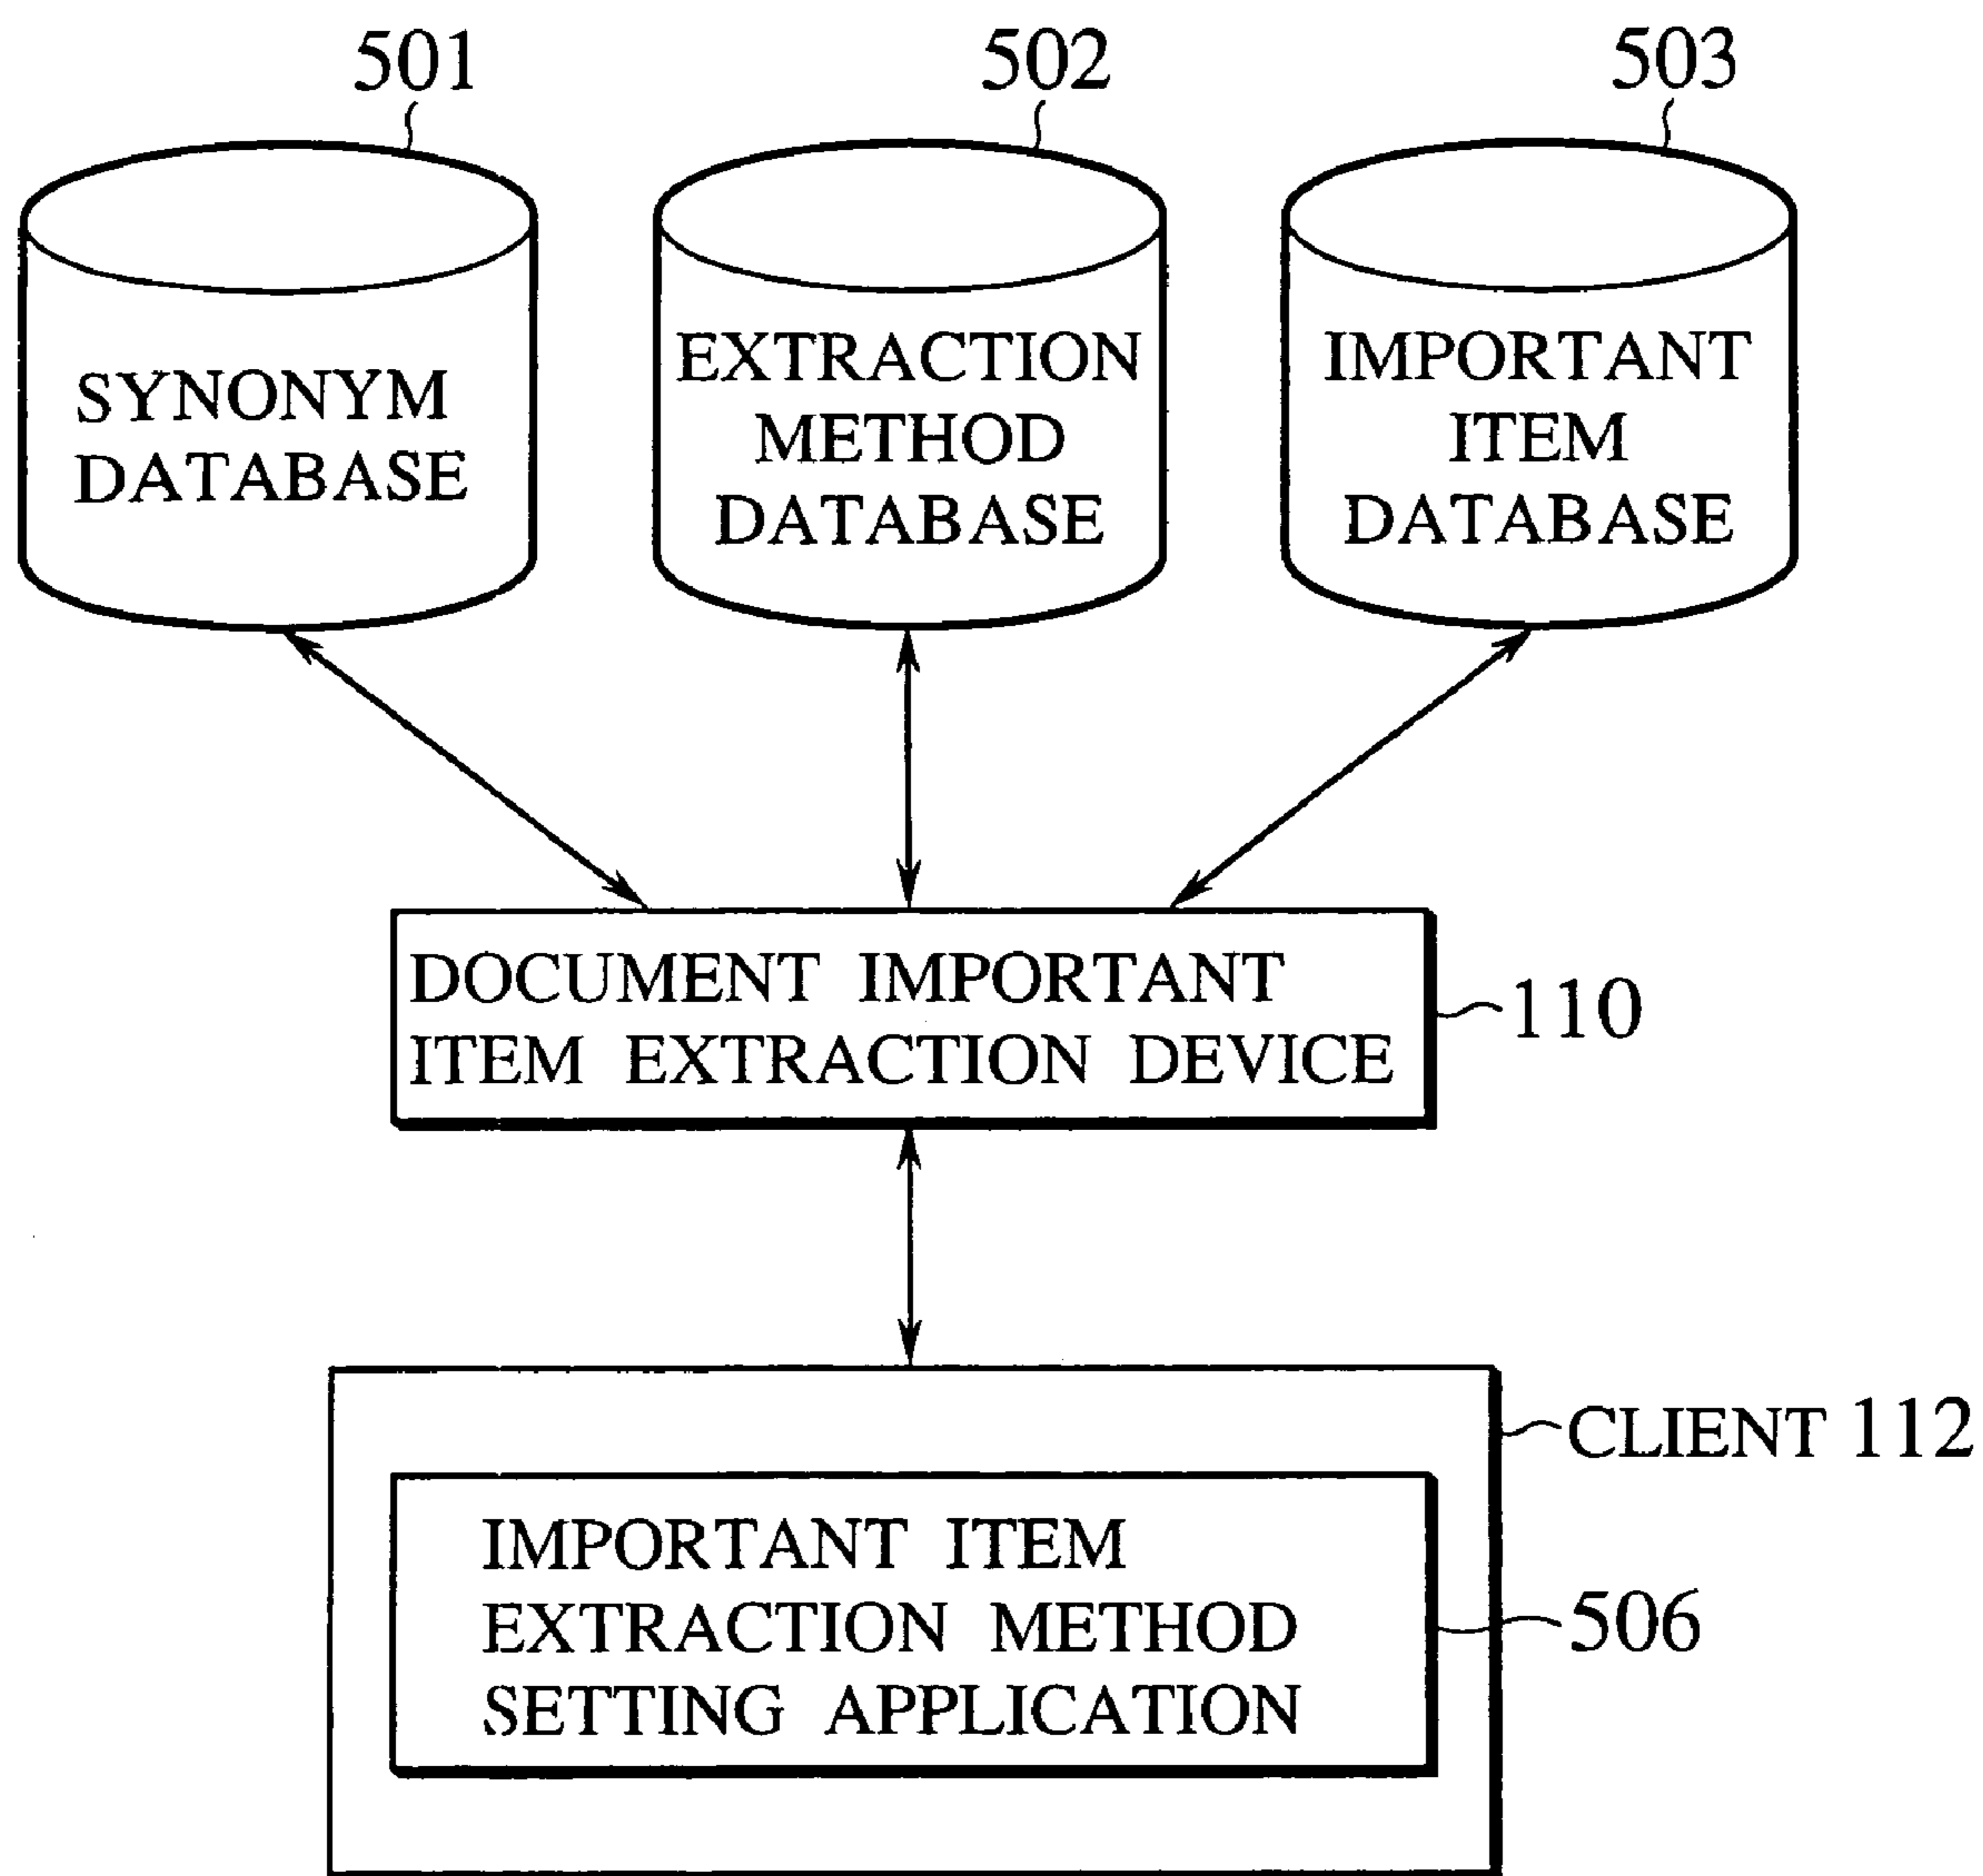 501
502
503
SYNONYM
DATABASE
EXTRACTION
METHOD
DATABASE
IMPORTANT
ITEM
DATABASE
DOCUMENT IMPORTANT
ITEM EXTRACTION DEVICE
110
CLIENT 112
IMPORTANT ITEM
EXTRACTION METHOD
SETTING APPLICATION
506